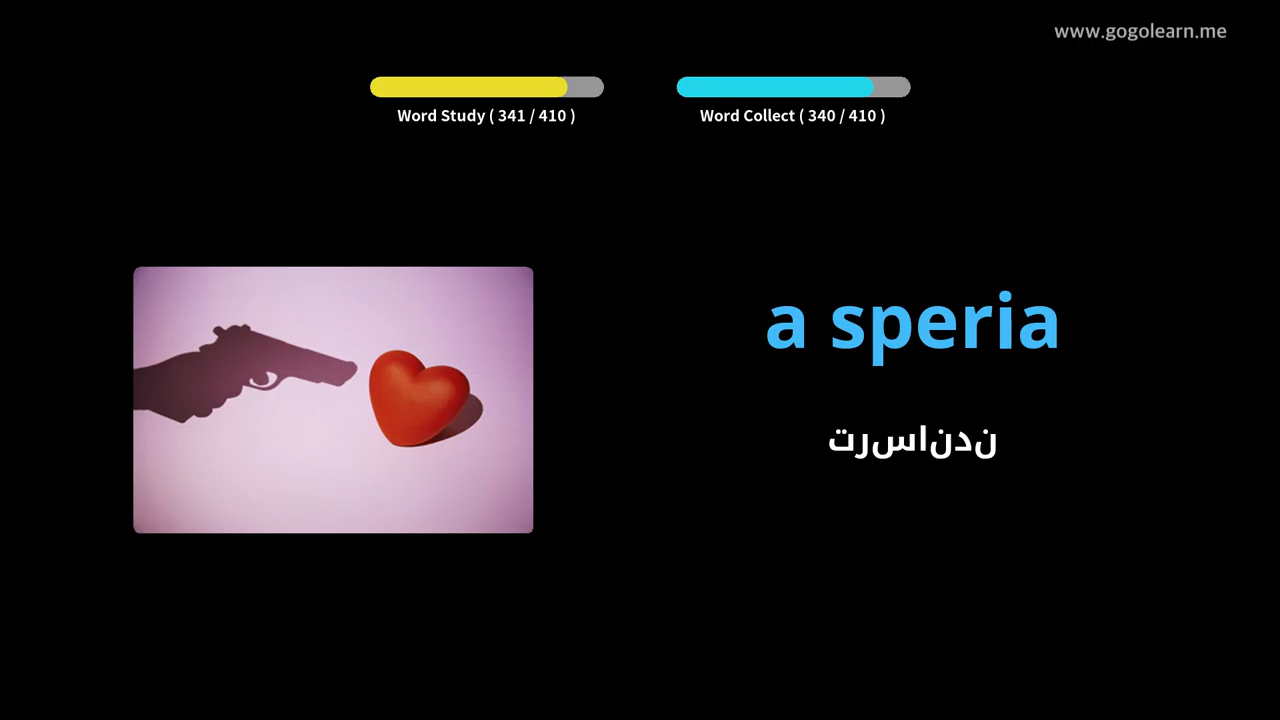 www.gogolearn.me
Word Study ( 341 / 410 )
Word Collect ( 340 / 410 )
a speria
ترساندن